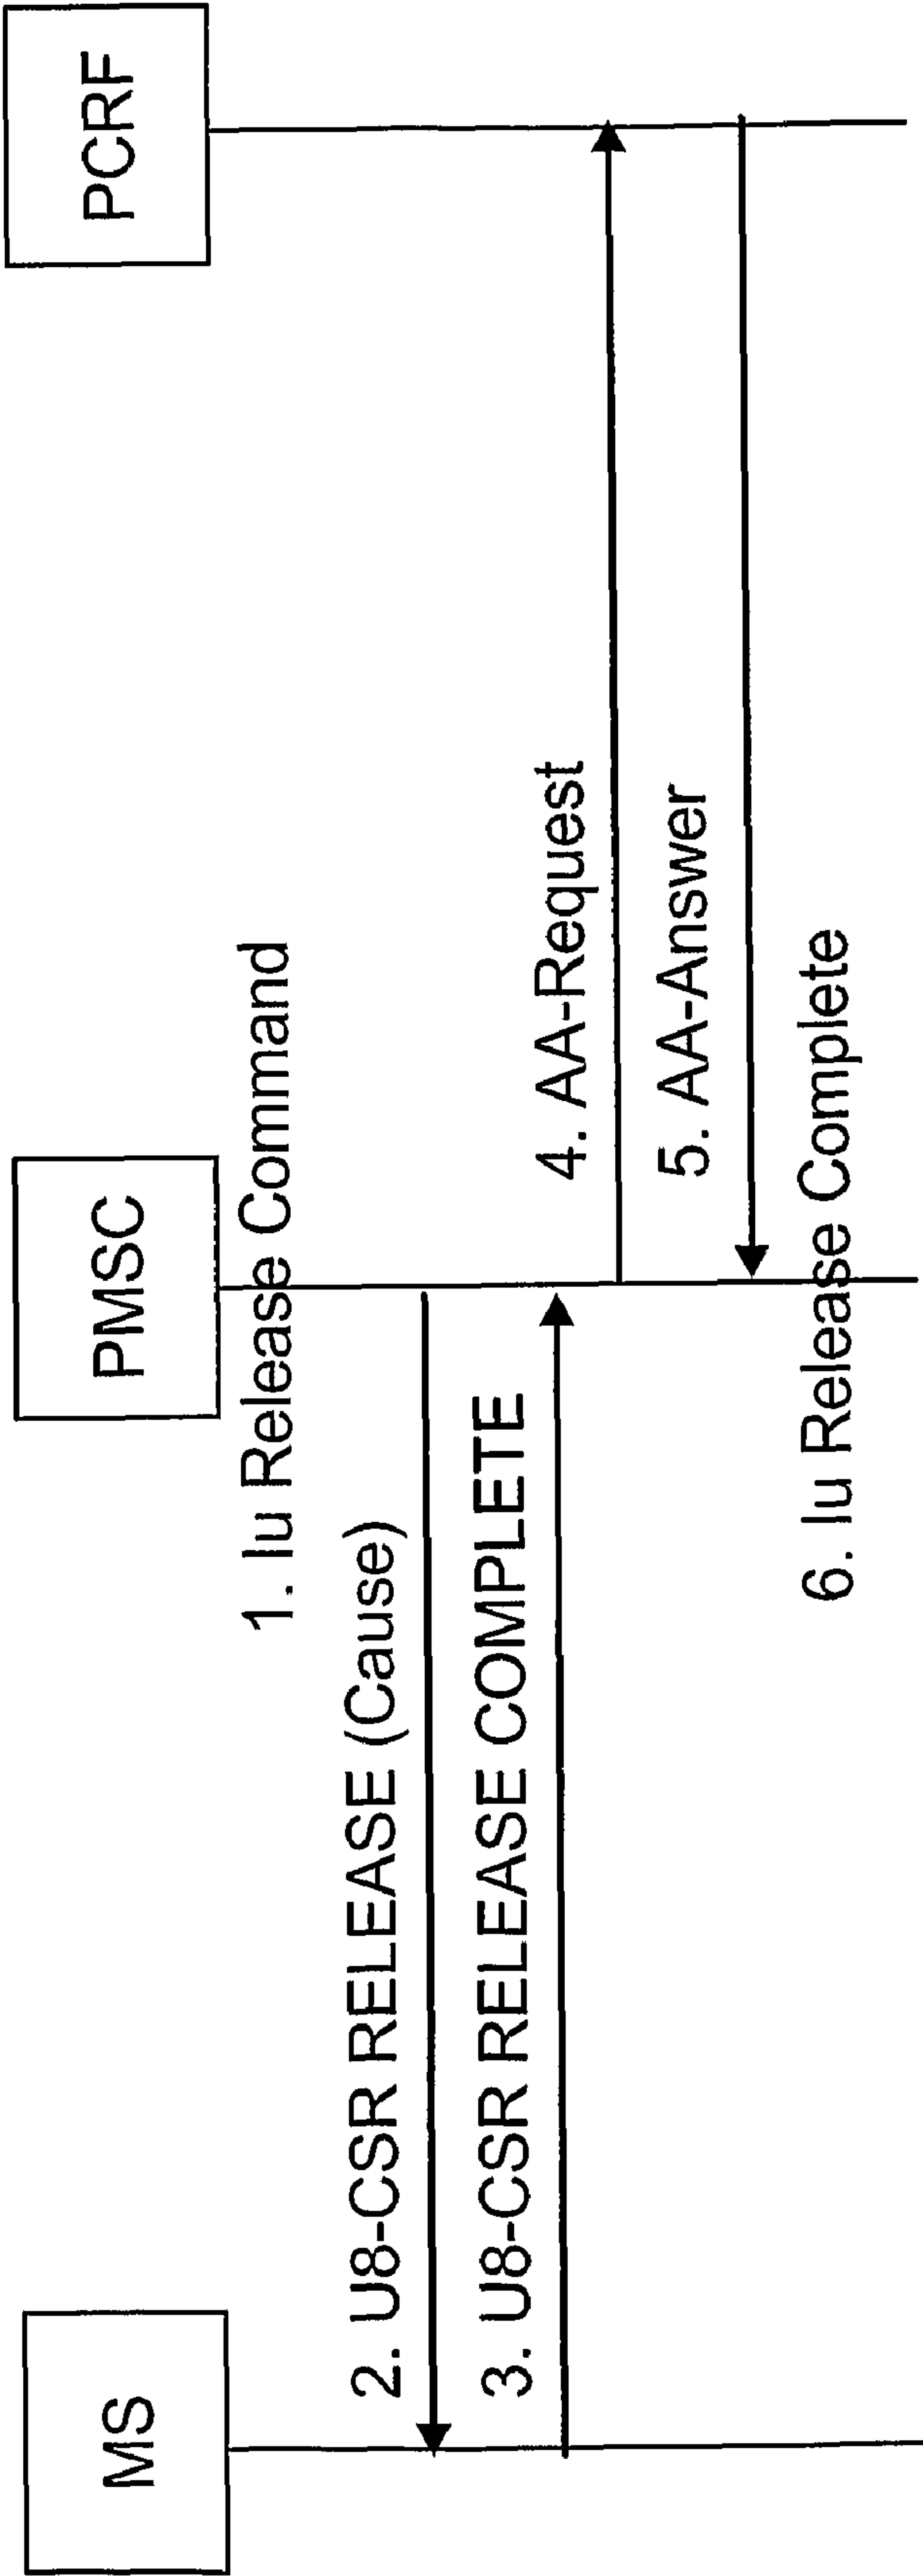 MS
PMSC
PCRF
1. Iu Release Command
2. U8-CSR RELEASE (Cause)
3. U8-CSR RELEASE COMPLETE
4. AA-Request
5. AA-Answer
6. Iu Release Complete